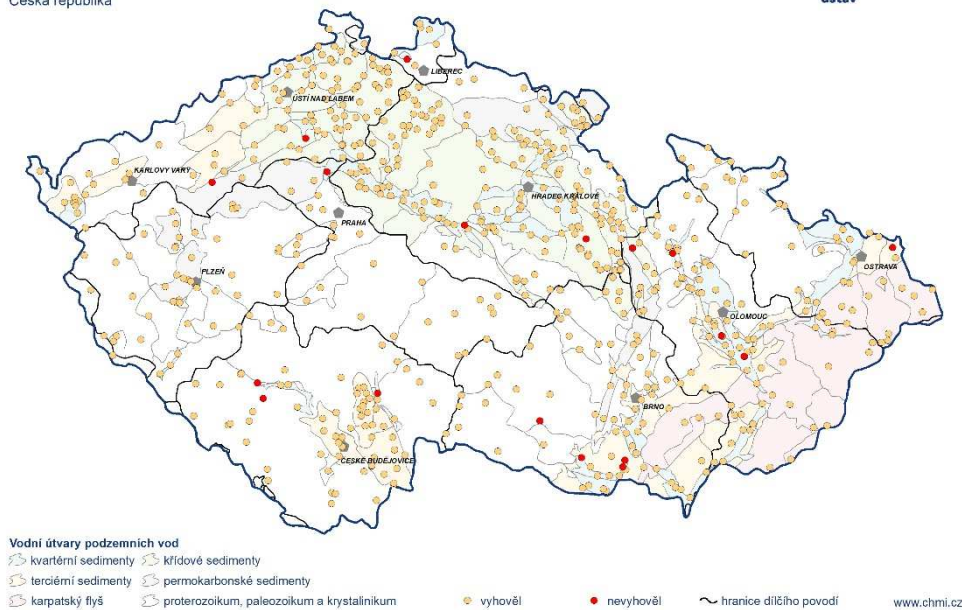 Česká republika
ústav
LIBEREC
ÚSTÍ NAD LABEM
KARLOVY VARY
HRADEC KRÁLOVÉ
PRAHA
PLZEŇ
OSTRAVA
OLOMOUC
BRNO
ČESKÉ BUDĚJOVICE
Vodní útvary podzemních vod
kvartérní sedimenty křídové sedimenty
terciérní sedimenty permokarbonské sedimenty
karpatský flyš proterozoikum, paleozoikum a krystalinikum vyhověl nevyhověl hranice dílčího povodí www.chmi.cz